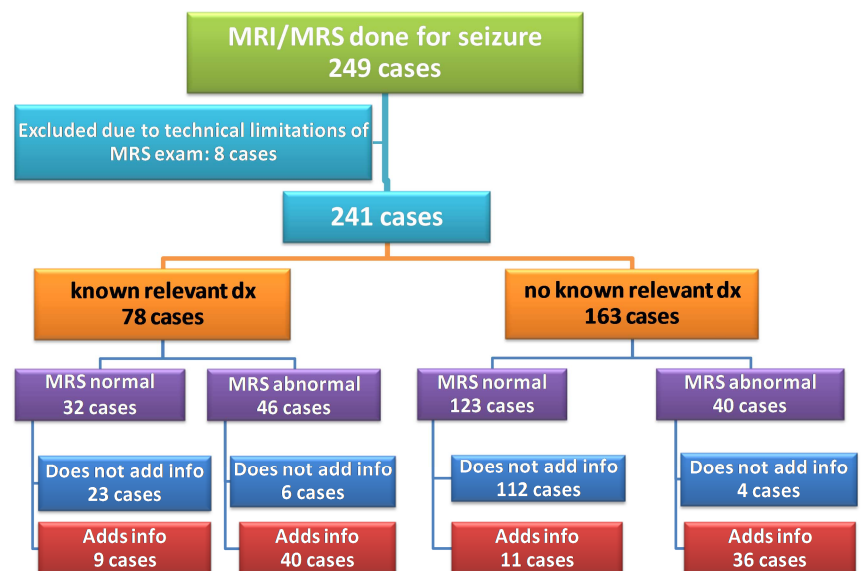 MRI/MRS done for seizure
249 cases
Excluded due to technical limitations of
MRS exam: 8 cases
241 cases
known relevant dx
78 cases
no known relevant dx
163 cases
MRS normal
32 cases
MRS abnormal
46 cases
MRS normal
123 cases
MRS abnormal
40 cases
Does not add info
23 cases
Does not add info
6 cases
Does not add info
112 cases
Does not add info
4 cases
Adds info
9 cases
Adds info
40 cases
Adds info
11 cases
Adds info
36 cases